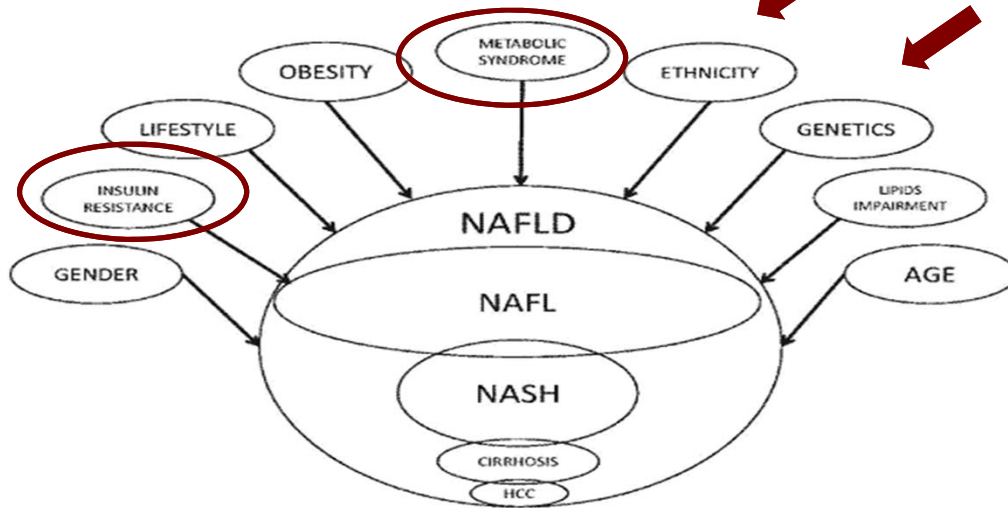 METABOLIC
SYNDROME
OBESITY
ETHNICITY
LIFESTYLE
GENETICS
INSULIN
RESISTANCE
LIPIDS
IMPAIRMENT
NAFLD
GENDER
AGE
NAFL
NASH
CIRRHOSIS
HCC